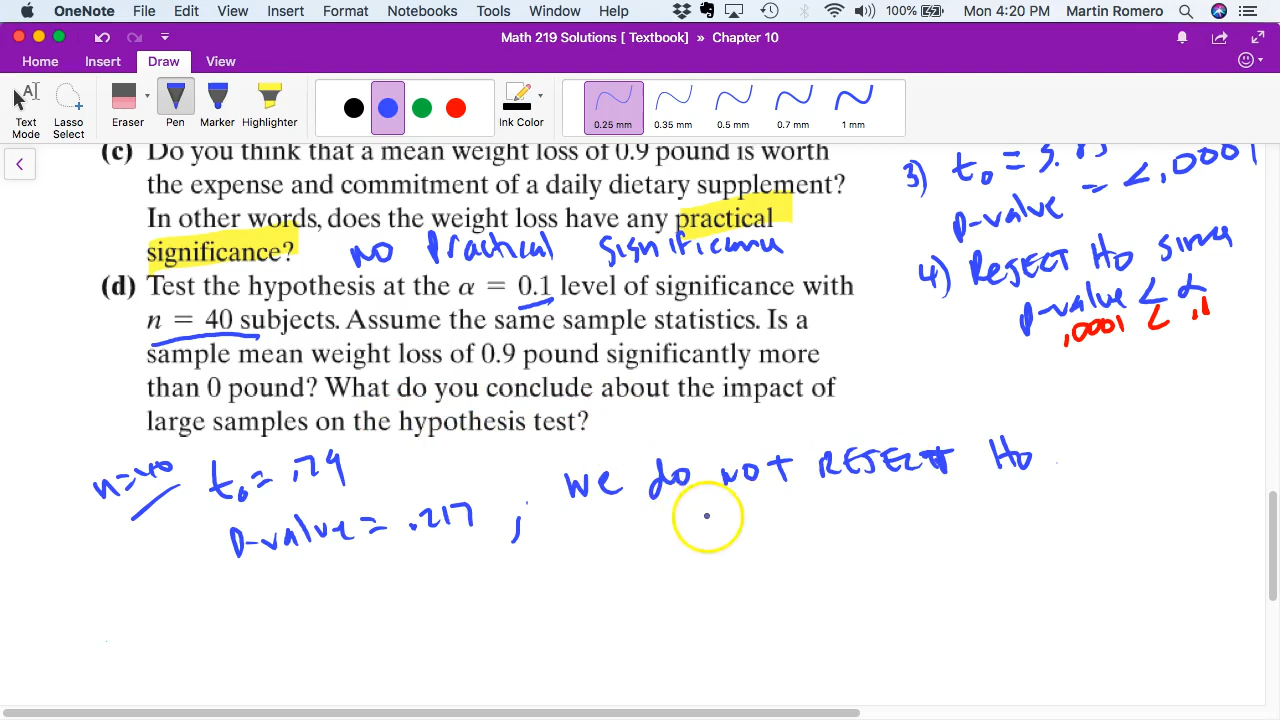 OneNote File Edit View Insert Format Notebooks Tools Window Help 100% Mon 4:20 PM Martin Romero
Math 219 Solutions [ Textbook] » Chapter 10
Home Insert Draw View
Text Mode
Lasso Select
Eraser
Pen
Marker
Highlighter
Ink Color
0.25 mm
0.35 mm
0.5 mm
0.7 mm
1 mm
(c) Do you think that a mean weight loss of 0.9 pound is worth
the expense and commitment of a daily dietary supplement?
In other words, does the weight loss have any practical
significance? No Practical significance
(d) Test the hypothesis at the α = 0.1 level of significance with
n = 40 subjects. Assume the same sample statistics. Is a
sample mean weight loss of 0.9 pound significantly more
than 0 pound? What do you conclude about the impact of
large samples on the hypothesis test?
3) t₀ =
p-value = <.0001
4) REJECT Ho since
p-value < α
.0001 < .1
n=40 t₀ = .79
p-value = .217 ; we do not REJECT Ho